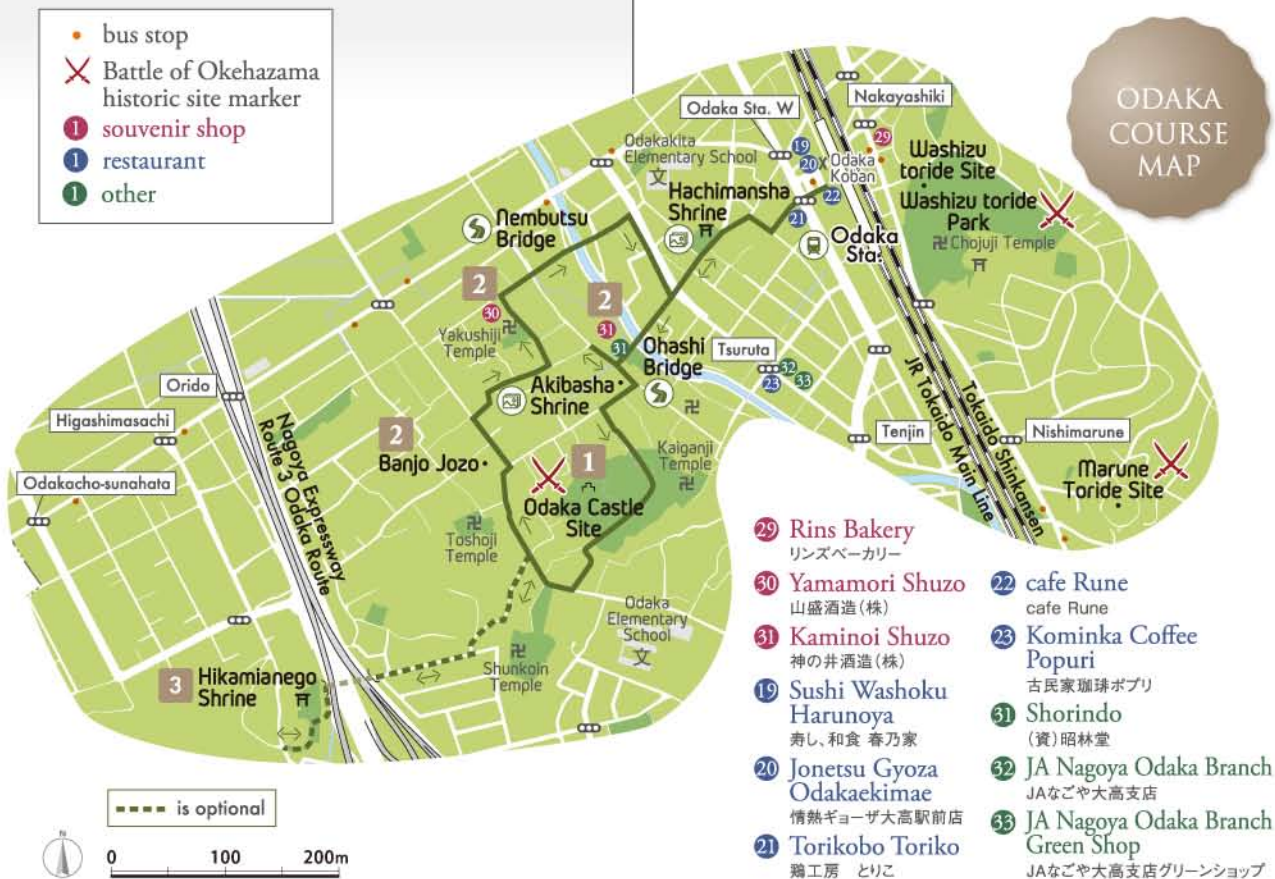 bus stop
Battle of Okehazama
historic site marker
1 souvenir shop
1 restaurant
1 other
ODAKA
COURSE
MAP
Odaka Sta. W
Nakayashiki
29
19
20
Odaka
Koban
22
21
Odaka
Sta.
Washizu
toride Site
Washizu toride
Park
卍 Chojuji Temple
Odakakita
Elementary School
文
Hachimansha
Shrine
Nembutsu
Bridge
2
30
Yakushiji
Temple
卍
2
31
31
Ohashi
Bridge
Tsuruta
32
23
33
Akibasha
Shrine
卍
Orido
Higashimasachi
Odakacho-sunahata
Nagoya Expressway
Route 3 Odaka Route
2
Banjo Jozo
1
Odaka Castle
Site
Kaiganji
Temple
卍
Tenjin
Nishimarune
JR Tokaido Main Line
Tokaido Shinkansen
Marune
Toride Site
卍
Toshoji
Temple
Odaka
Elementary
School
文
卍
Shunkoin
Temple
3
Hikamianego
Shrine
is optional
N
0 100 200m
29 Rins Bakery
リンズベーカリー
30 Yamamori Shuzo
山盛酒造(株)
31 Kaminoi Shuzo
神の井酒造(株)
19 Sushi Washoku
Harunoya
寿し、和食 春乃家
20 Jonetsu Gyoza
Odakaekimae
情熱ギョーザ大高駅前店
21 Torikobo Toriko
鶏工房 とりこ
22 cafe Rune
cafe Rune
23 Kominka Coffee
Popuri
古民家珈琲ポプリ
31 Shorindo
(資)昭林堂
32 JA Nagoya Odaka Branch
JAなごや大高支店
33 JA Nagoya Odaka Branch
Green Shop
JAなごや大高支店グリーンショップ